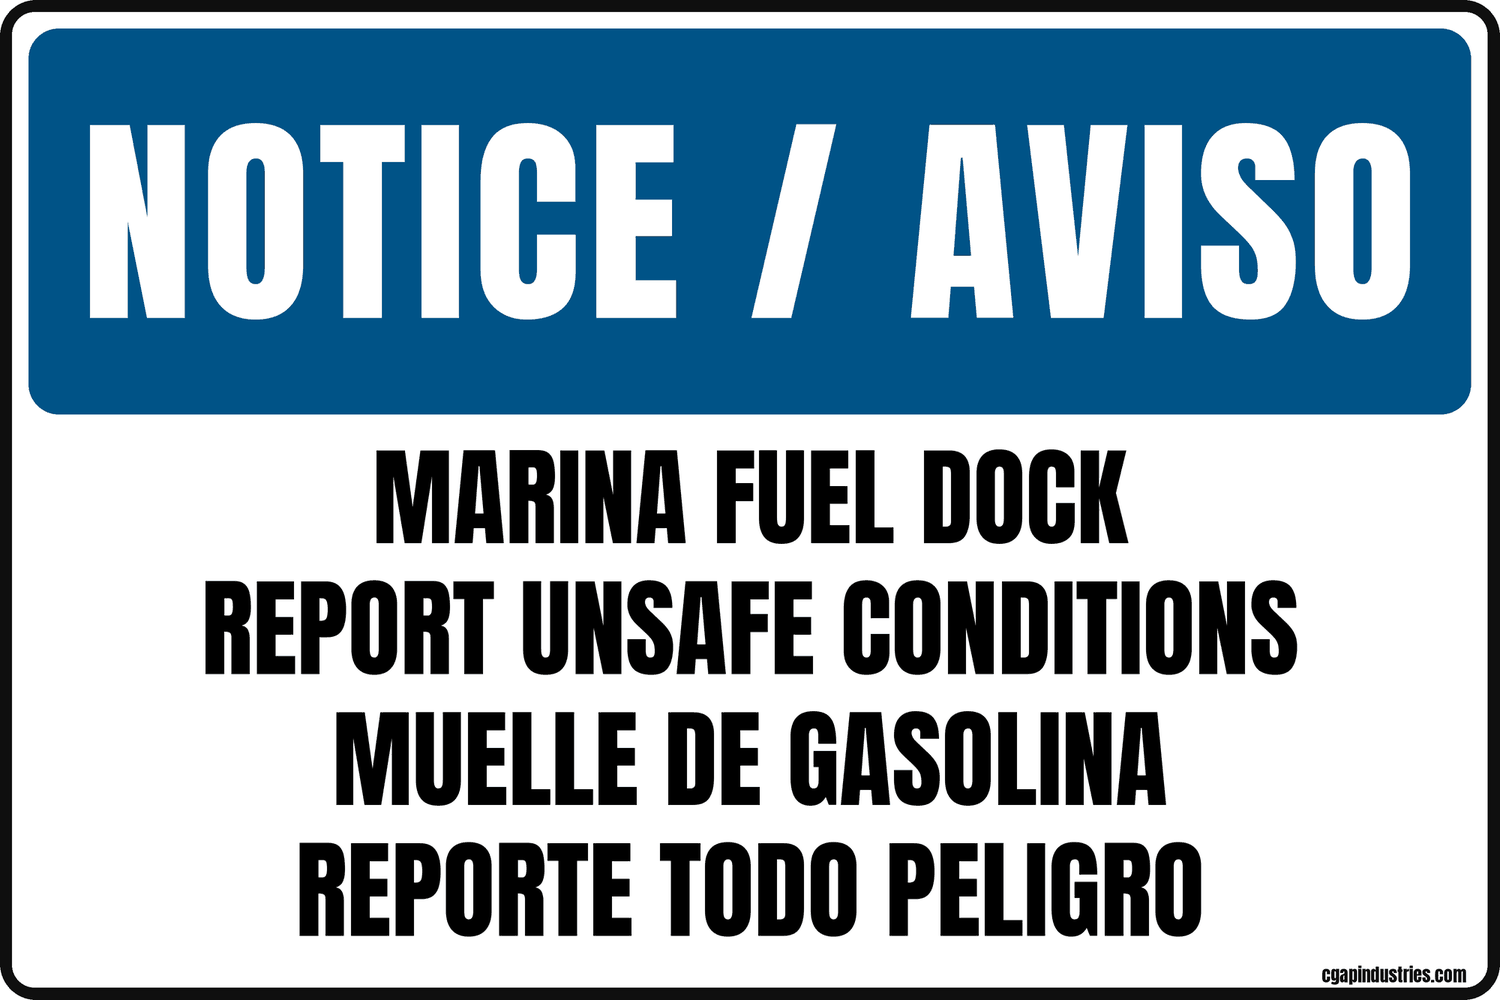 NOTICE / AVISO
MARINA FUEL DOCK
REPORT UNSAFE CONDITIONS
MUELLE DE GASOLINA
REPORTE TODO PELIGRO
cgapindustries.com